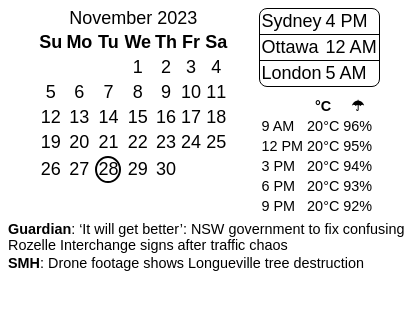 November 2023
Su Mo Tu We Th Fr Sa
1 2 3 4
5 6 7 8 9 10 11
12 13 14 15 16 17 18
19 20 21 22 23 24 25
26 27 28 29 30
Sydney 4 PM
Ottawa 12 AM
London 5 AM
°C ☂
9 AM 20°C 96%
12 PM 20°C 95%
3 PM 20°C 94%
6 PM 20°C 93%
9 PM 20°C 92%
Guardian: ‘It will get better’: NSW government to fix confusing
Rozelle Interchange signs after traffic chaos
SMH: Drone footage shows Longueville tree destruction